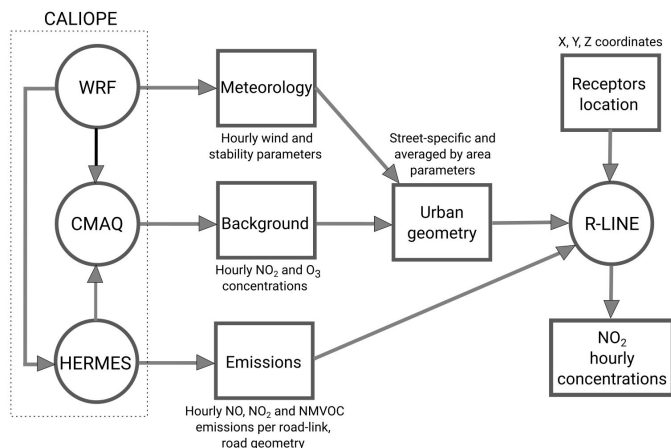 CALIOPE
WRF
CMAQ
HERMES
Meteorology
Hourly wind and
stability parameters
Background
Hourly NO₂ and O₃
concentrations
Emissions
Hourly NO, NO₂ and NMVOC
emissions per road-link,
road geometry
Street-specific and
averaged by area
parameters
Urban
geometry
X, Y, Z coordinates
Receptors
location
R-LINE
NO₂
hourly
concentrations